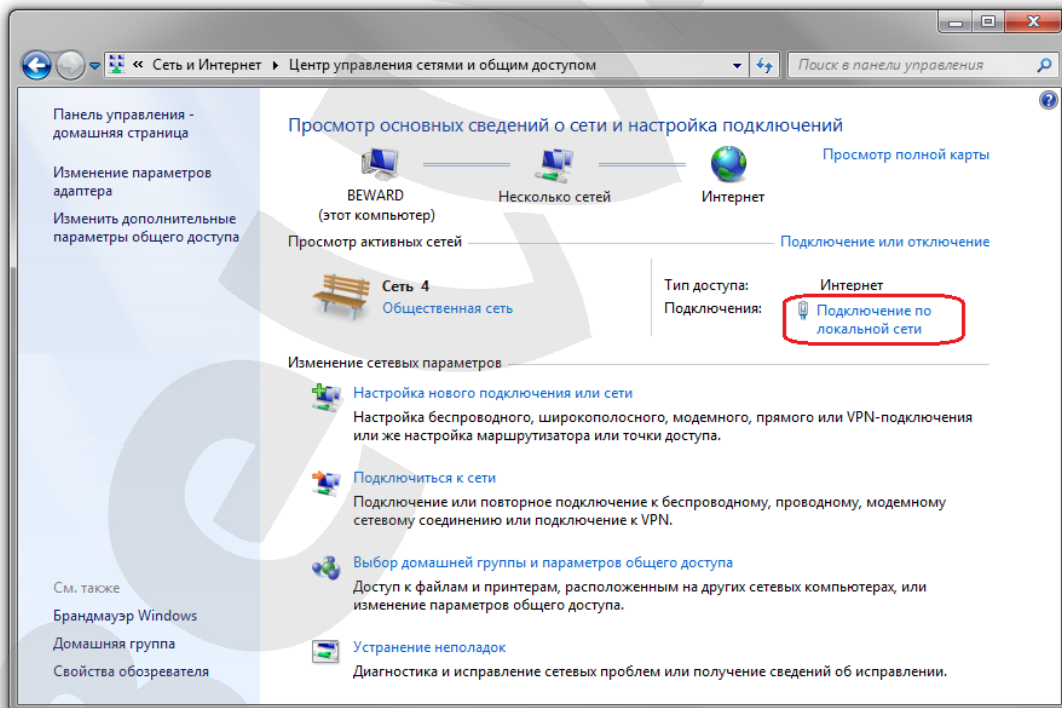 « Сеть и Интернет ▸ Центр управления сетями и общим доступом
Поиск в панели управления
Панель управления -
домашняя страница
Изменение параметров
адаптера
Изменить дополнительные
параметры общего доступа
См. также
Брандмауэр Windows
Домашняя группа
Свойства обозревателя
Просмотр основных сведений о сети и настройка подключений
Просмотр полной карты
BEWARD
(этот компьютер)
Несколько сетей
Интернет
Просмотр активных сетей
Подключение или отключение
Сеть 4
Общественная сеть
Тип доступа: Интернет
Подключения: Подключение по
локальной сети
Изменение сетевых параметров
Настройка нового подключения или сети
Настройка беспроводного, широкополосного, модемного, прямого или VPN-подключения
или же настройка маршрутизатора или точки доступа.
Подключиться к сети
Подключение или повторное подключение к беспроводному, проводному, модемному
сетевому соединению или подключение к VPN.
Выбор домашней группы и параметров общего доступа
Доступ к файлам и принтерам, расположенным на других сетевых компьютерах, или
изменение параметров общего доступа.
Устранение неполадок
Диагностика и исправление сетевых проблем или получение сведений об исправлении.